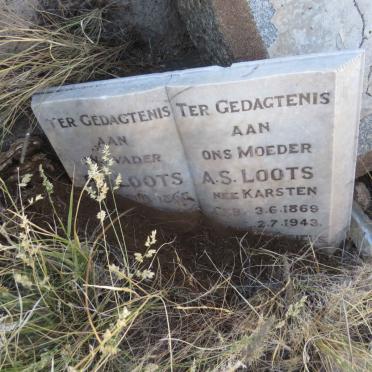 TER GEDAGTENIS
AAN
VADER
LOOTS
TER GEDAGTENIS
AAN
ONS MOEDER
A.S. LOOTS
NEE KARSTEN
3.6.1869
2.7.1943